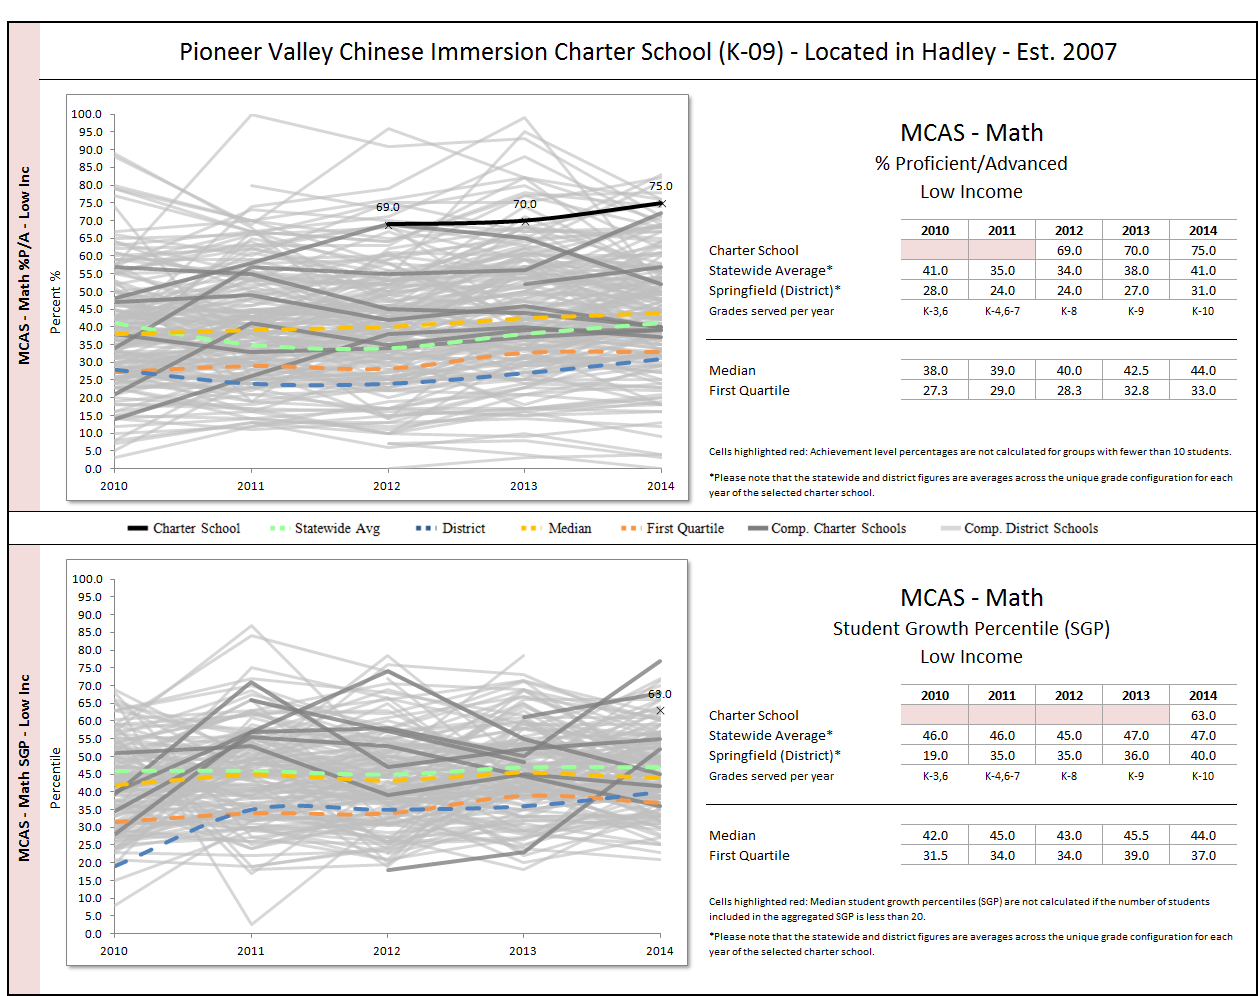 Pioneer Valley Chinese Immersion Charter School (K-09) - Located in Hadley - Est. 2007
MCAS - Math %P/A - Low Inc
Percent %
100.0
95.0
90.0
85.0
80.0
75.0
70.0
65.0
60.0
55.0
50.0
45.0
40.0
35.0
30.0
25.0
20.0
15.0
10.0
5.0
0.0
69.0
70.0
75.0
2010 2011 2012 2013 2014
MCAS - Math
% Proficient/Advanced
Low Income
2010 2011 2012 2013 2014
Charter School 69.0 70.0 75.0
Statewide Average* 41.0 35.0 34.0 38.0 41.0
Springfield (District)* 28.0 24.0 24.0 27.0 31.0
Grades served per year K-3,6 K-4,6-7 K-8 K-9 K-10
Median 38.0 39.0 40.0 42.5 44.0
First Quartile 27.3 29.0 28.3 32.8 33.0
Cells highlighted red: Achievement level percentages are not calculated for groups with fewer than 10 students.
*Please note that the statewide and district figures are averages across the unique grade configuration for each
year of the selected charter school.
Charter School Statewide Avg District Median First Quartile Comp. Charter Schools Comp. District Schools
MCAS - Math SGP - Low Inc
Percentile
100.0
95.0
90.0
85.0
80.0
75.0
70.0
65.0
60.0
55.0
50.0
45.0
40.0
35.0
30.0
25.0
20.0
15.0
10.0
5.0
0.0
63.0
2010 2011 2012 2013 2014
MCAS - Math
Student Growth Percentile (SGP)
Low Income
2010 2011 2012 2013 2014
Charter School 63.0
Statewide Average* 46.0 46.0 45.0 47.0 47.0
Springfield (District)* 19.0 35.0 35.0 36.0 40.0
Grades served per year K-3,6 K-4,6-7 K-8 K-9 K-10
Median 42.0 45.0 43.0 45.5 44.0
First Quartile 31.5 34.0 34.0 39.0 37.0
Cells highlighted red: Median student growth percentiles (SGP) are not calculated if the number of students
included in the aggregated SGP is less than 20.
*Please note that the statewide and district figures are averages across the unique grade configuration for each
year of the selected charter school.